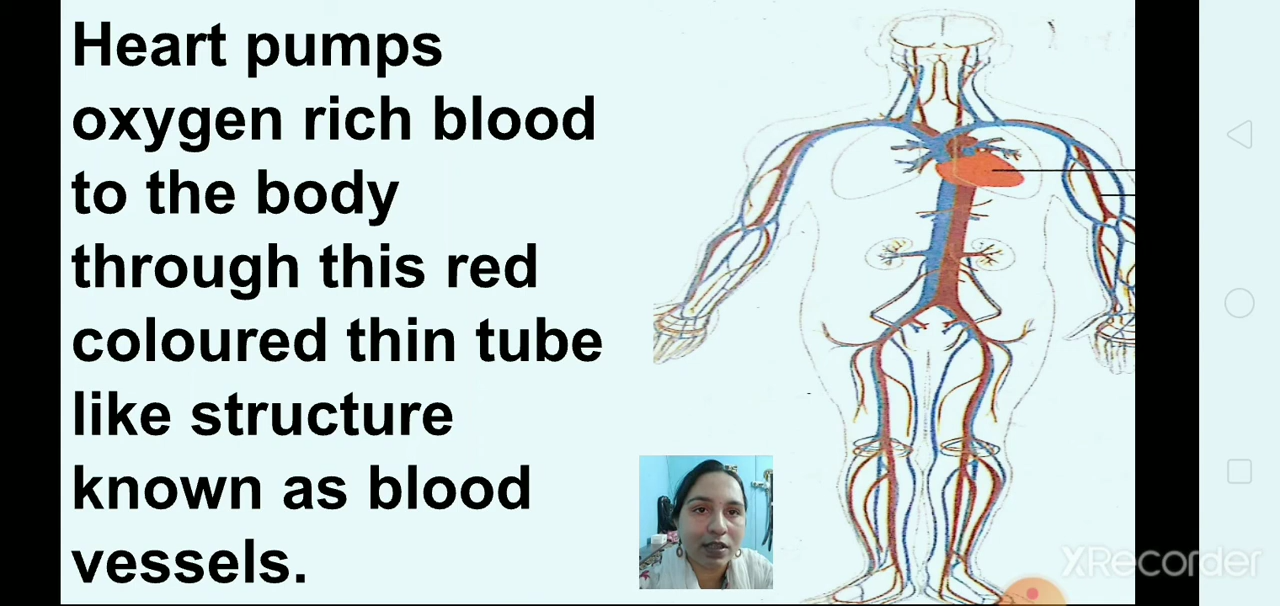 Heart pumps
oxygen rich blood
to the body
through this red
coloured thin tube
like structure
known as blood
vessels.
XRecorder